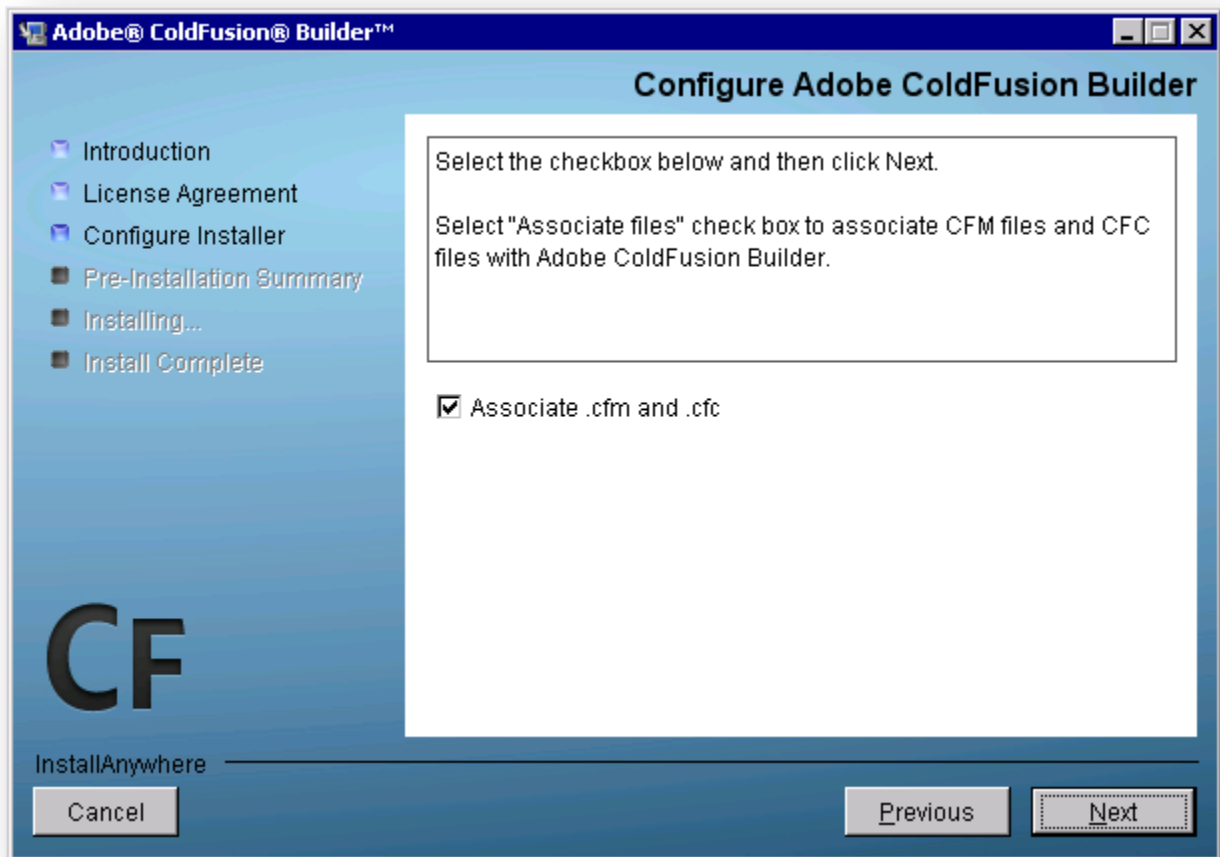 Adobe® ColdFusion® Builder™
Configure Adobe ColdFusion Builder
Introduction
License Agreement
Configure Installer
Pre-Installation Summary
Installing...
Install Complete
Select the checkbox below and then click Next.
Select "Associate files" check box to associate CFM files and CFC
files with Adobe ColdFusion Builder.
Associate .cfm and .cfc
CF
InstallAnywhere
Cancel
Previous
Next